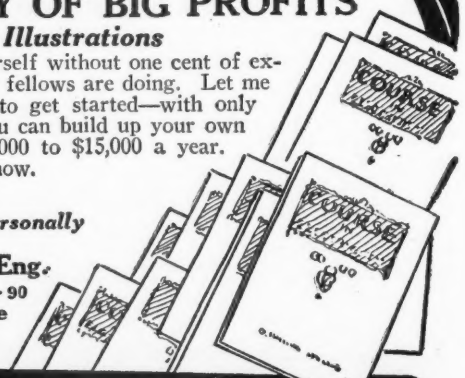 Y OF BIG PROFITS
Illustrations
rself without one cent of ex-
fellows are doing. Let me
to get started—with only
u can build up your own
000 to $15,000 a year.
now.
rsonally
Eng.
90
e
COURSE
COURSE